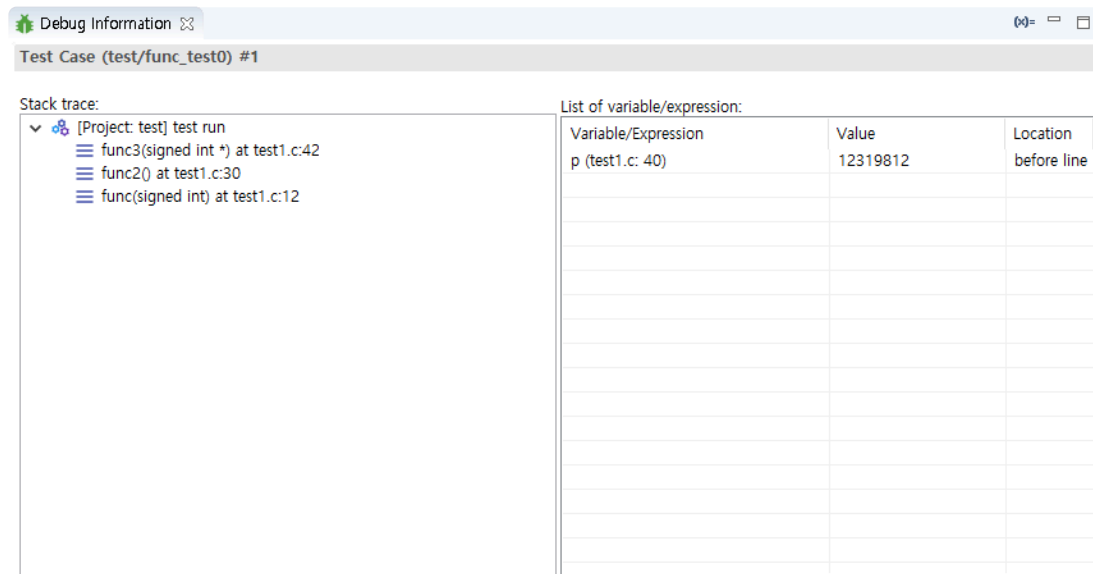 Debug Information
(x)=
Test Case (test/func_test0) #1
Stack trace:
[Project: test] test run
func3(signed int *) at test1.c:42
func2() at test1.c:30
func(signed int) at test1.c:12
List of variable/expression:
Variable/Expression Value Location
p (test1.c: 40) 12319812 before line